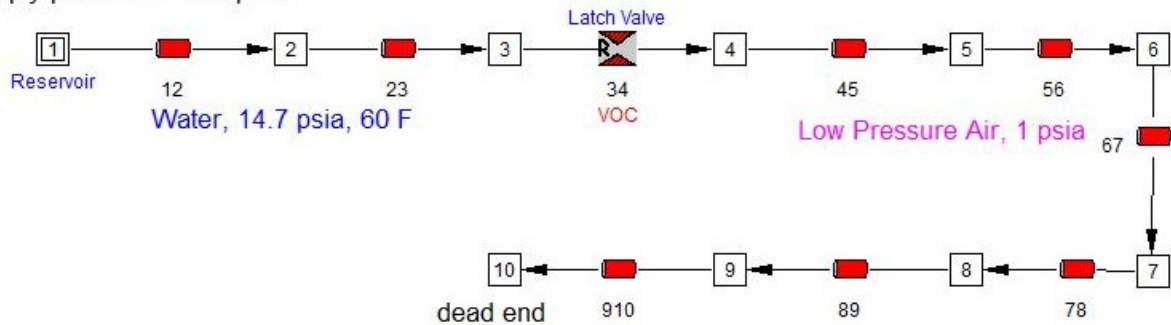 Latch Valve
1 2 3 R 4 5 6
Reservoir 12 23 34 45 56
VOC
Water, 14.7 psia, 60 F
Low Pressure Air, 1 psia 67
10 9 8 7
dead end 910 89 78